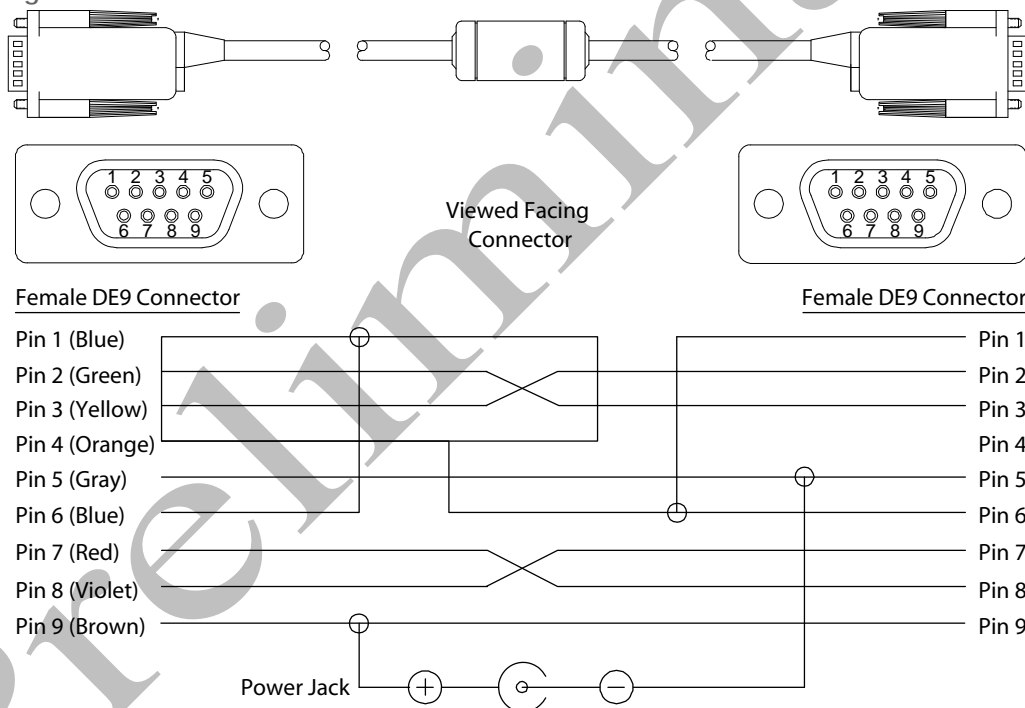 1 2 3 4 5
6 7 8 9
1 2 3 4 5
6 7 8 9
Viewed Facing
Connector
Female DE9 Connector
Female DE9 Connector
Pin 1 (Blue)
Pin 1
Pin 2 (Green)
Pin 2
Pin 3 (Yellow)
Pin 3
Pin 4 (Orange)
Pin 4
Pin 5 (Gray)
Pin 5
Pin 6 (Blue)
Pin 6
Pin 7 (Red)
Pin 7
Pin 8 (Violet)
Pin 8
Pin 9 (Brown)
Pin 9
Power Jack
+
−
Prelimin